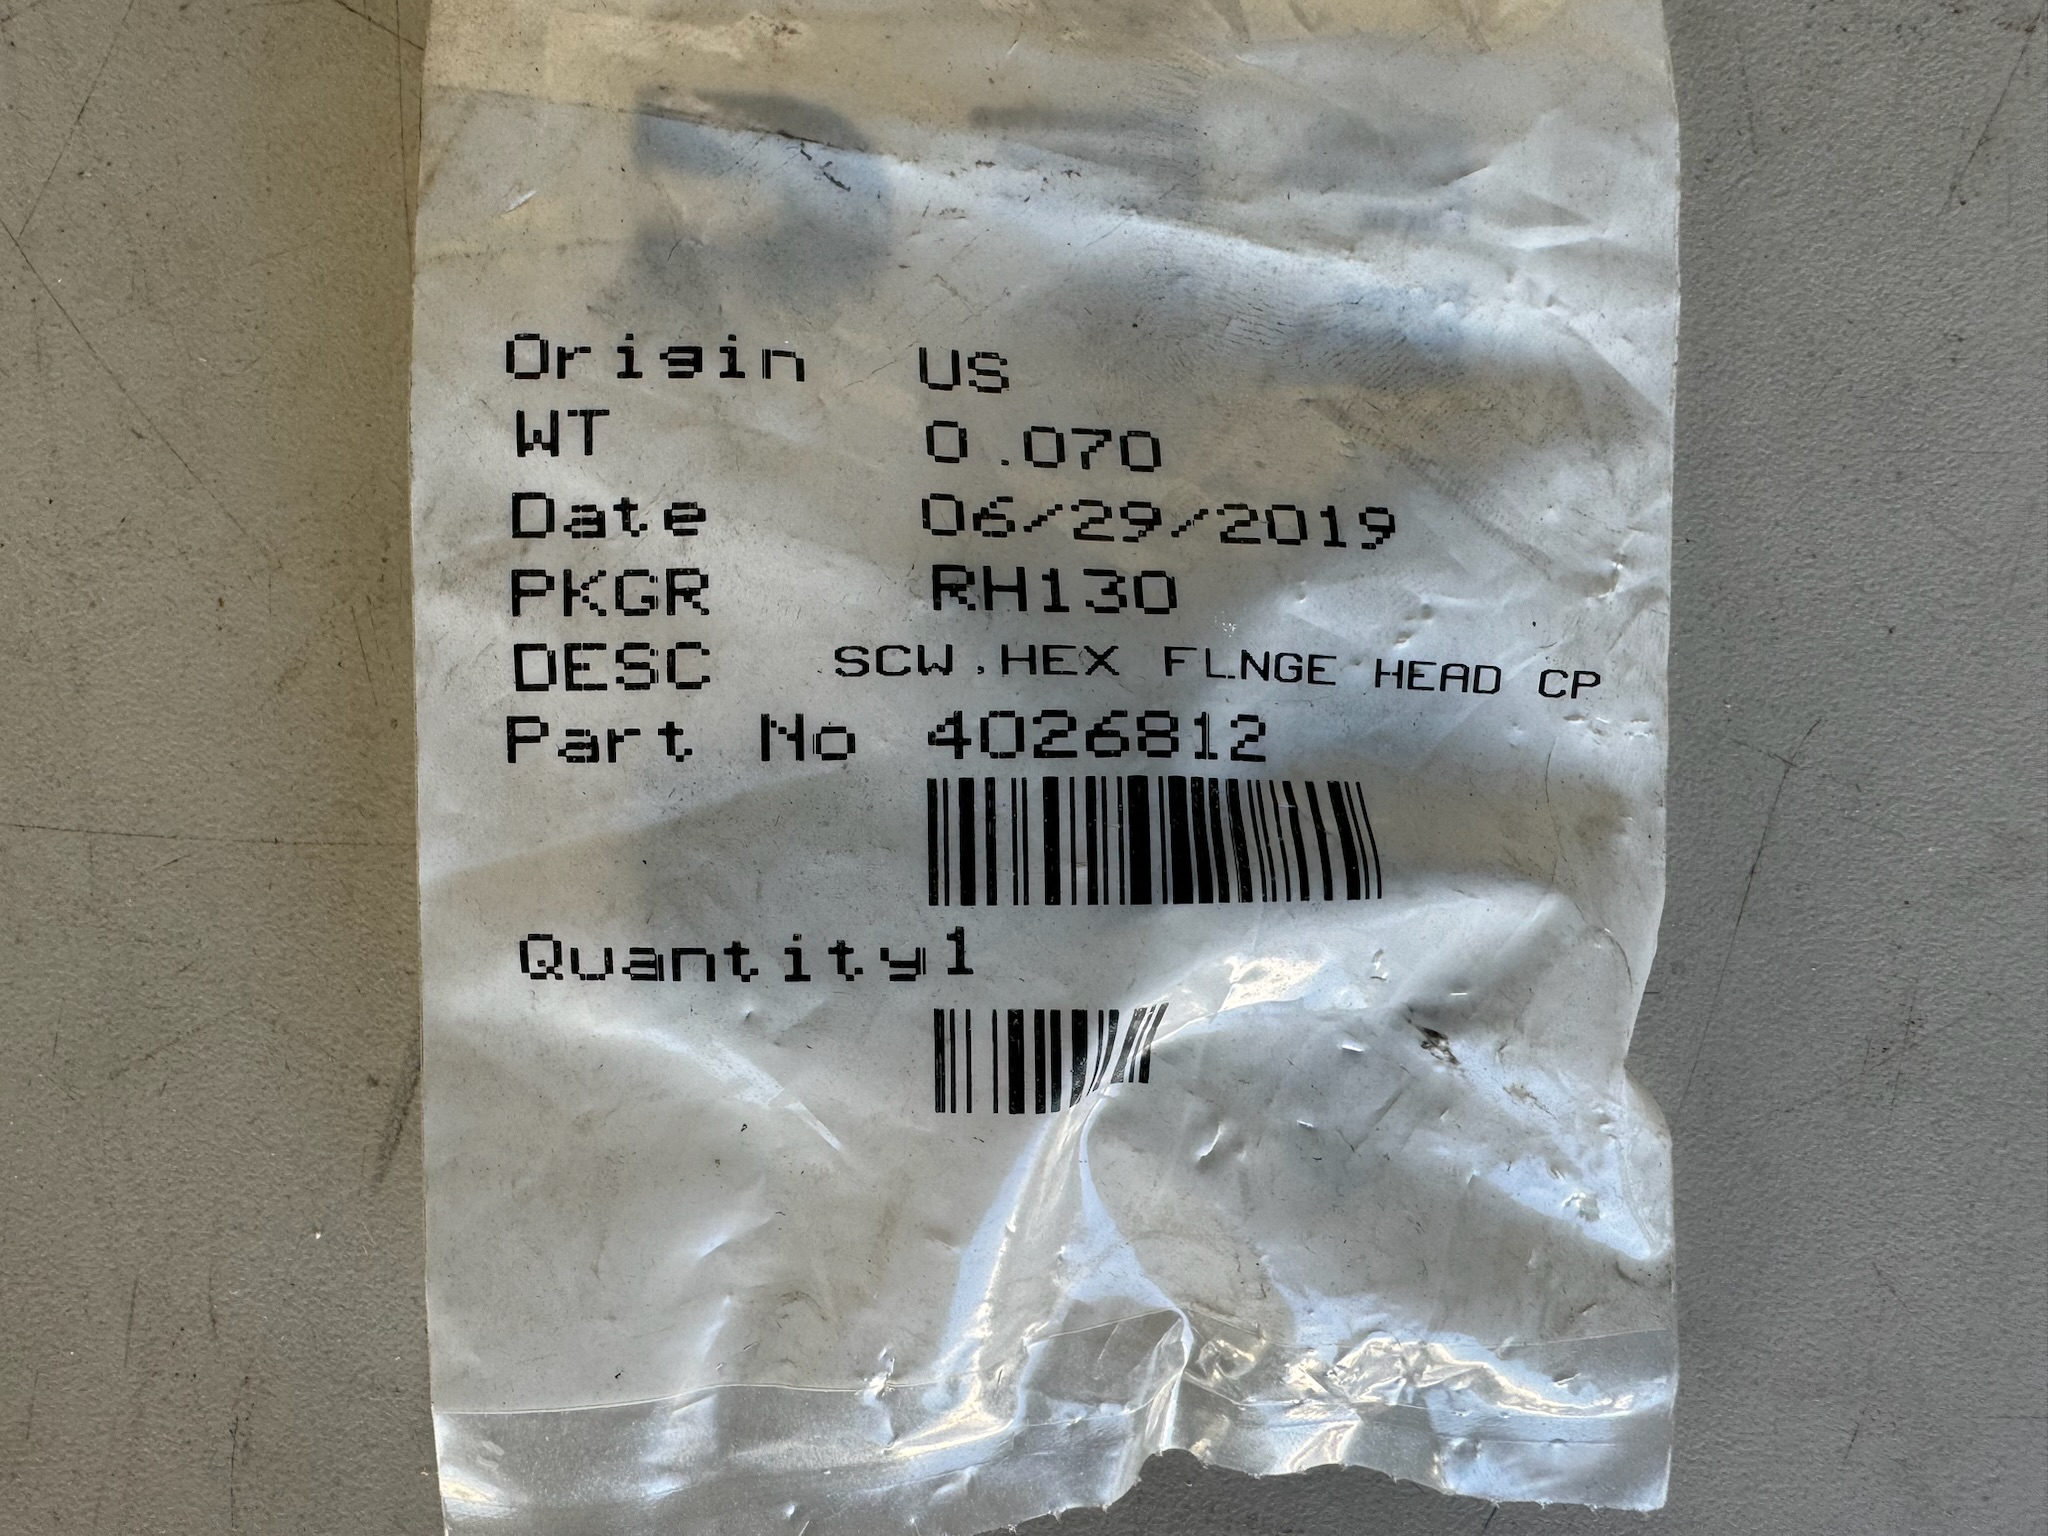 Origin US
WT 0.070
Date 06/29/2019
PKGR RH130
DESC SCW,HEX FLNGE HEAD CP
Part No 4026812
Quantity1